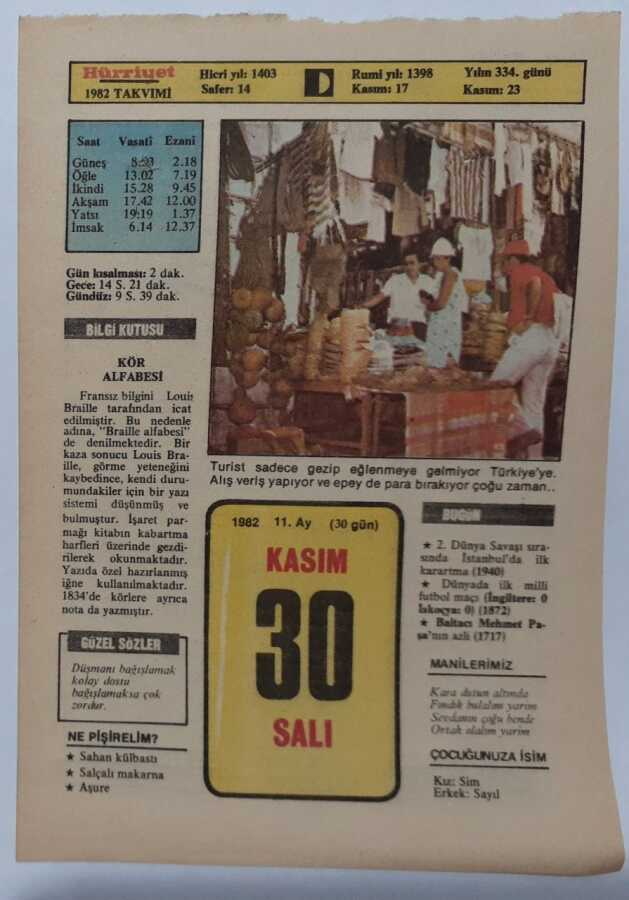 Hürriyet
1982 TAKVİMİ
Hicri yıl: 1403
Safer: 14
Rumi yıl: 1398
Kasım: 17
Yılın 334. günü
Kasım: 23
Saat Vasatî Ezanî
Güneş 2.18
Öğle 13.02 7.19
İkindi 15.28 9.45
Akşam 17.42 12.00
Yatsı 19.19 1.37
İmsak 6.14 12.37
Gün kısalması: 2 dak.
Gece: 14 S. 21 dak.
Gündüz: 9 S. 39 dak.
BİLGİ KUTUSU
KÖR
ALFABESİ
Fransız bilgini Louis
Braille tarafından icat
edilmiştir. Bu nedenle
adına, "Braille alfabesi"
de denilmektedir. Bir
kaza sonucu Louis Bra-
ille, görme yeteneğini
kaybedince, kendi duru-
mundakiler için bir yazı
sistemi düşünmüş ve
bulmuştur. İşaret par-
mağı kitabın kabartma
harfleri üzerinde gezdi-
rilerek okunmaktadır.
Yazıda özel hazırlanmış
iğne kullanılmaktadır.
1834'de körlere ayrıca
nota da yazmıştır.
GÜZEL SÖZLER
Düşmanı bağışlamak
kolay dostu
bağışlamaksa çok
zordur.
NE PİŞİRELİM?
★ Sahan külbastı
★ Salçalı makarna
★ Aşure
Turist sadece gezip eğlenmeye gelmiyor Türkiye'ye.
Alış veriş yapıyor ve epey de para bırakıyor çoğu zaman..
1982 11. Ay (30 gün)
KASIM
30
SALI
BUGÜN
★ 2. Dünya Savaşı sıra-
sında İstanbul'da ilk
karartma (1940)
★ Dünyada ilk milli
futbol maçı (İngiltere: 0
İskoçya: 0) (1872)
★ Baltacı Mehmet Pa-
şa'nın azli (1717)
MANİLERİMİZ
Kara dutun altında
Fındık bulalım yarim
Sevdanın çoğu bende
Ortak olalım yarim
ÇOCUĞUNUZA İSİM
Kız: Sim
Erkek: Sayıl